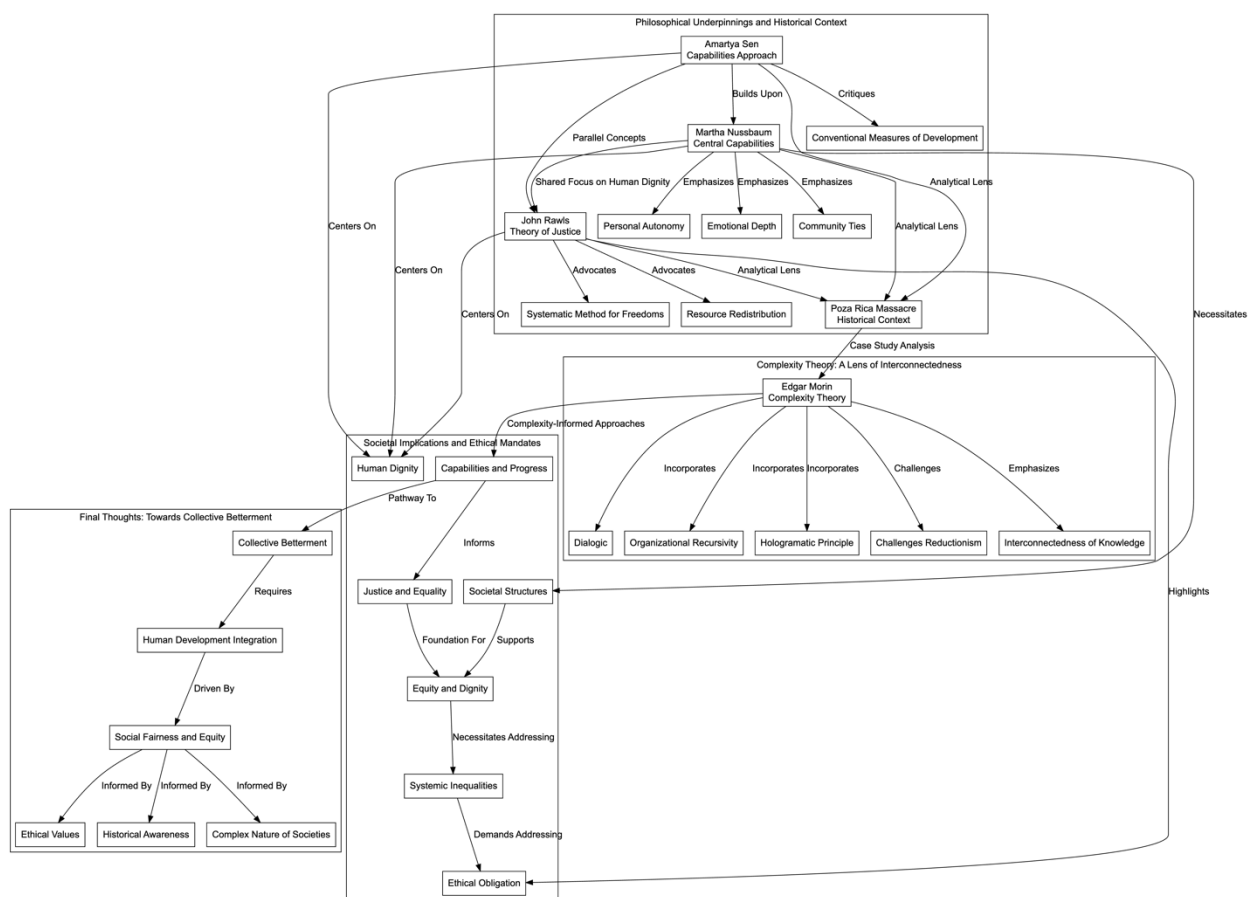 Philosophical Underpinnings and Historical Context
Amartya Sen
Capabilities Approach
Builds Upon
Critiques
Parallel Concepts
Martha Nussbaum
Central Capabilities
Conventional Measures of Development
Shared Focus on Human Dignity
Emphasizes
Emphasizes
Emphasizes
Analytical Lens
Centers On
John Rawls
Theory of Justice
Personal Autonomy
Emotional Depth
Community Ties
Analytical Lens
Centers On
Advocates
Advocates
Analytical Lens
Centers On
Systematic Method for Freedoms
Resource Redistribution
Poza Rica Massacre
Historical Context
Necessitates
Case Study Analysis
Complexity Theory: A Lens of Interconnectedness
Edgar Morin
Complexity Theory
Complexity-Informed Approaches
Societal Implications and Ethical Mandates
Human Dignity
Capabilities and Progress
Incorporates
Incorporates
Incorporates
Challenges
Emphasizes
Pathway To
Final Thoughts: Towards Collective Betterment
Collective Betterment
Informs
Dialogic
Organizational Recursivity
Hologramatic Principle
Challenges Reductionism
Interconnectedness of Knowledge
Requires
Justice and Equality
Societal Structures
Highlights
Human Development Integration
Foundation For
Supports
Driven By
Equity and Dignity
Social Fairness and Equity
Necessitates Addressing
Informed By
Informed By
Informed By
Systemic Inequalities
Ethical Values
Historical Awareness
Complex Nature of Societies
Demands Addressing
Ethical Obligation